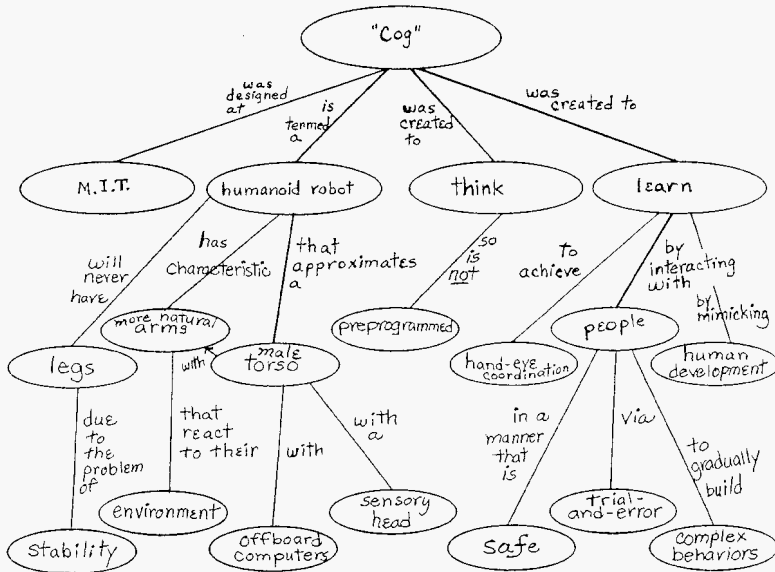 "Cog"
was
designed
at
is
termed
a
was
created
to
was
created to
M.I.T.
humanoid robot
think
learn
will
never
have
has
characteristic
that
approximates
a
so
is
not
to
achieve
by
interacting
with
by
mimicking
more natural
arms
preprogrammed
people
legs
with
male
torso
hand-eye
coordination
human
development
due
to
the
problem
of
that
react
to their
with
with
a
in a
manner
that
is
via
to
gradually
build
environment
sensory
head
trial-
and-error
stability
offboard
computers
safe
complex
behaviors